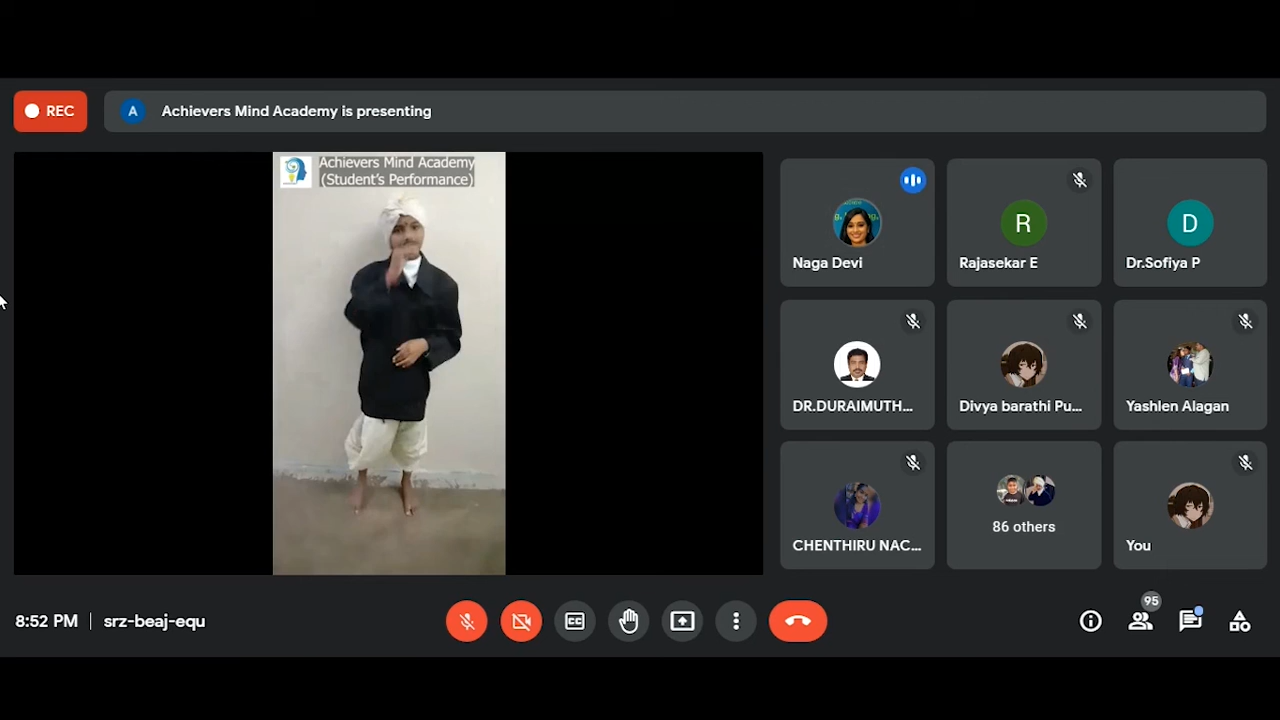 REC
A
Achievers Mind Academy is presenting
Achievers Mind Academy
(Student's Performance)
Naga Devi
R
Rajasekar E
D
Dr.Sofiya P
DR.DURAIMUTH...
Divya barathi Pu...
Yashlen Alagan
CHENTHIRU NAC...
86 others
You
8:52 PM
srz-beaj-equ
CC
95